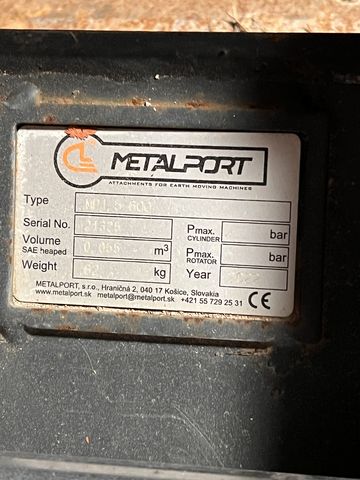 METALPORT
ATTACHMENTS FOR EARTH MOVING MACHINES
Type
Serial No.
Volume
SAE heaped
0.055 m³
Weight
kg
Pmax.
CYLINDER
bar
Pmax.
ROTATOR
bar
Year
METALPORT, s.r.o., Hraničná 2, 040 17 Košice, Slovakia
www.metalport.sk metalport@metalport.sk +421 55 729 25 31
CE